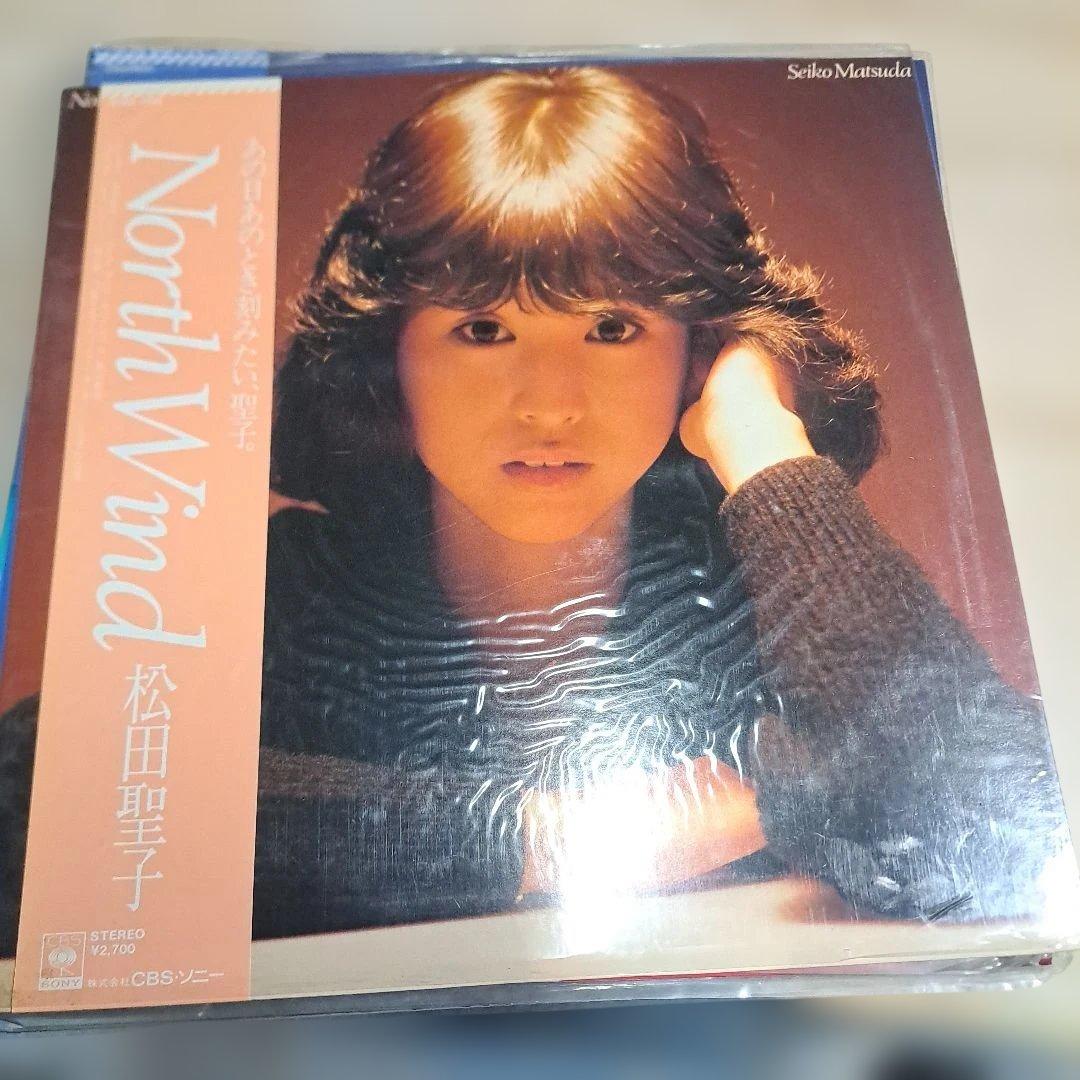 Seiko Matsuda
あの日あのとき刻みたい、聖子。
North Wind
松田聖子
CBS
SONY
STEREO
¥2,700
株式会社CBS・ソニー